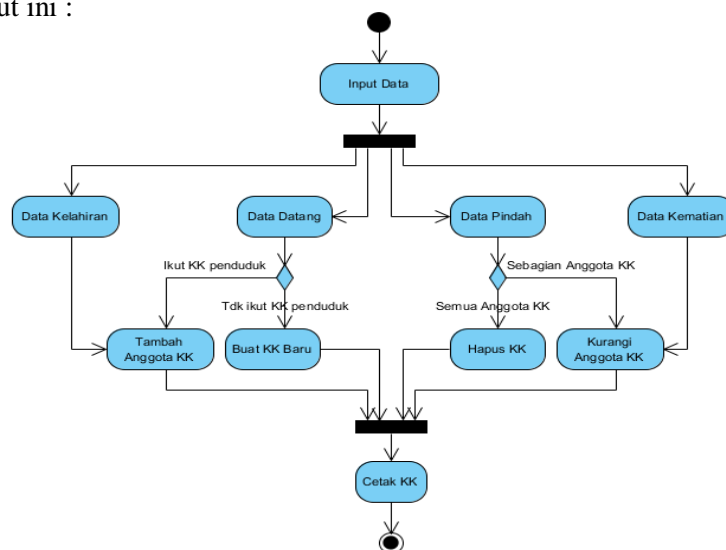 ut ini :
Input Data
Data Kelahiran
Data Datang
Data Pindah
Data Kematian
Ikut KK penduduk
Sebagian Anggota KK
Tdk ikut KK penduduk
Semua Anggota KK
Tambah
Anggota KK
Buat KK Baru
Hapus KK
Kurangi
Anggota KK
Cetak KK